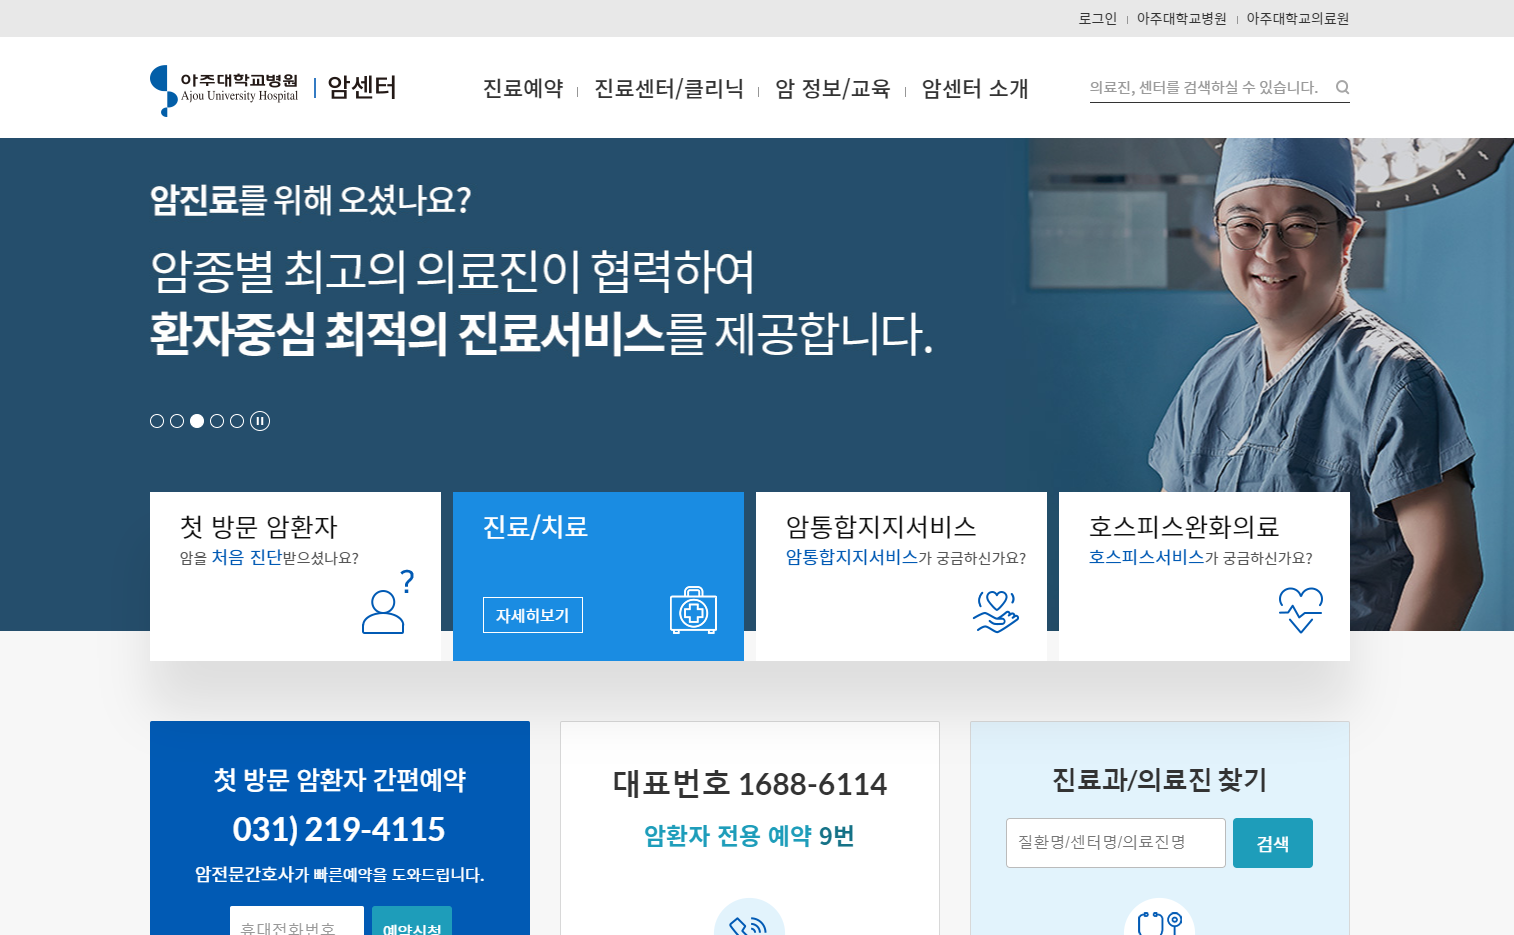 로그인 아주대학교병원 아주대학교의료원
아주대학교병원 암센터
Ajou University Hospital
진료예약 진료센터/클리닉 암 정보/교육 암센터 소개
의료진, 센터를 검색하실 수 있습니다.
암진료를 위해 오셨나요?
암종별 최고의 의료진이 협력하여
환자중심 최적의 진료서비스를 제공합니다.
첫 방문 암환자
암을 처음 진단받으셨나요?
?
진료/치료
자세히보기
암통합지지서비스
암통합지지서비스가 궁금하신가요?
호스피스완화의료
호스피스서비스가 궁금하신가요?
첫 방문 암환자 간편예약
031) 219-4115
암전문간호사가 빠른예약을 도와드립니다.
휴대전화번호 예약신청
대표번호 1688-6114
암환자 전용 예약 9번
진료과/의료진 찾기
질환명/센터명/의료진명 검색